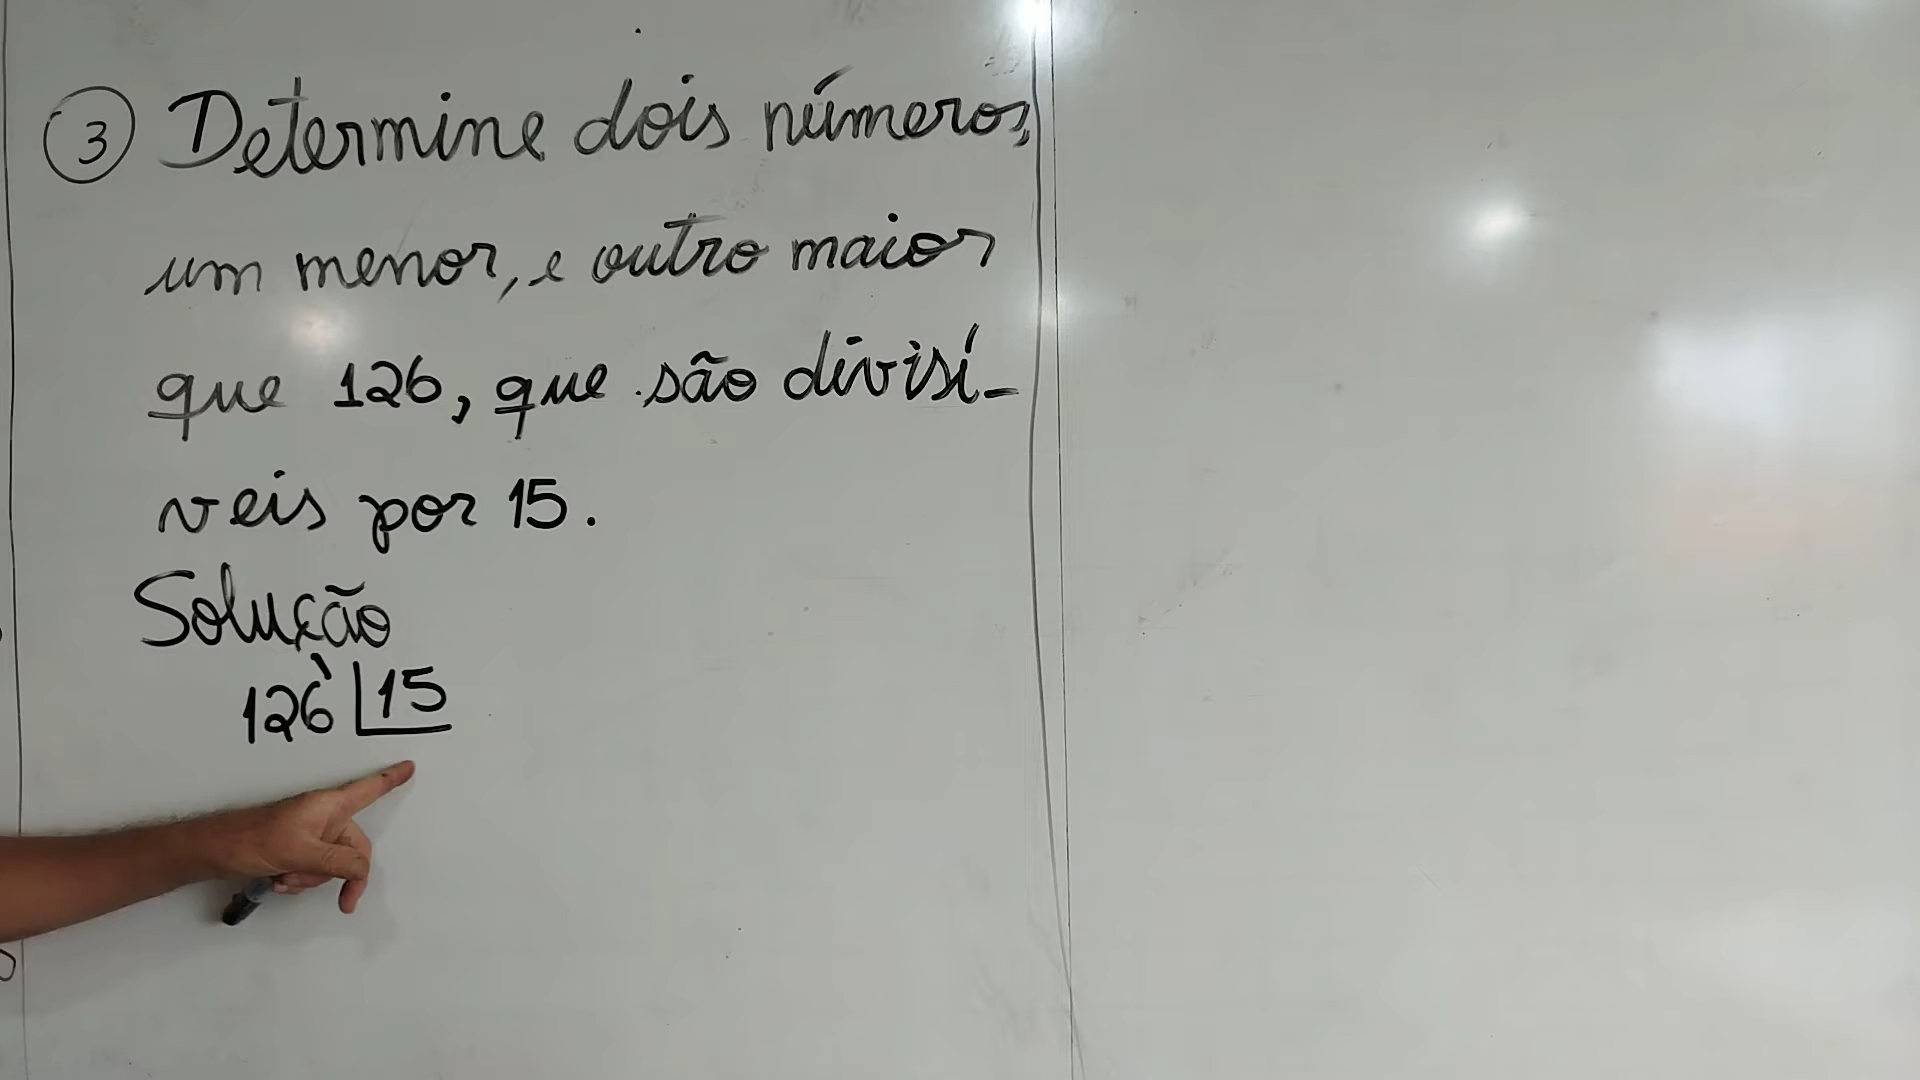 3 Determine dois números,
um menor, e outro maior
que 126, que são divisí-
veis por 15.
Solução
126 15